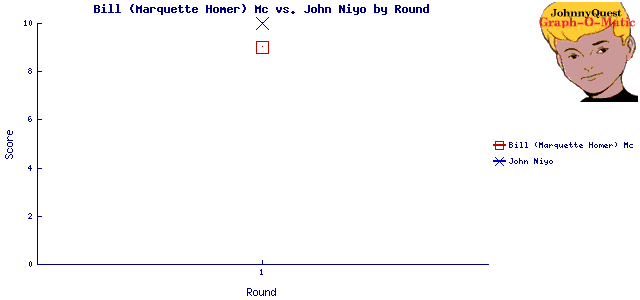 Bill (Marquette Homer) Mc vs. John Niyo by Round
JohnnyQuest
Graph-O-Matic
10
8
6
4
2
0
Score
1
Round
Bill (Marquette Homer) Mc
John Niyo